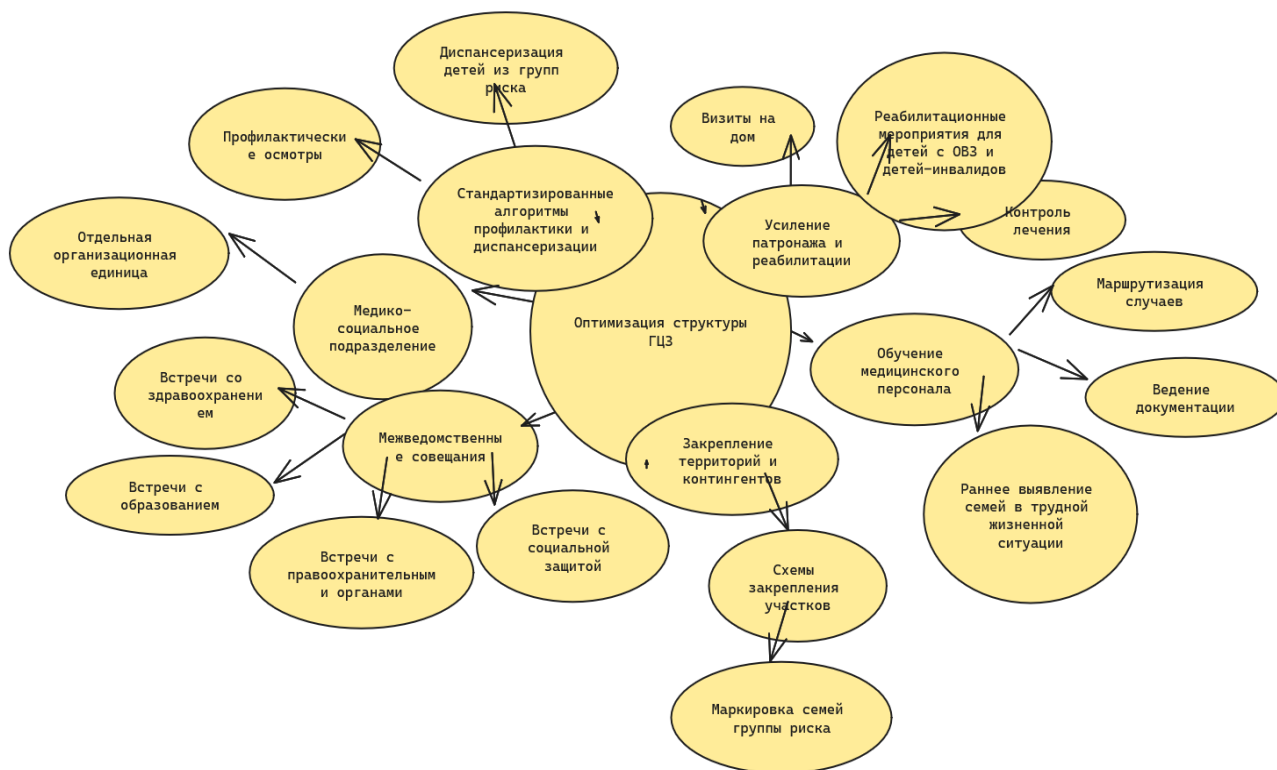 Диспансеризация
детей из групп
риска
Профилактически
е осмотры
Визиты на
дом
Реабилитационные
мероприятия для
детей с ОВЗ и
детей-инвалидов
Стандартизированные
алгоритмы
профилактики и
диспансеризации
Усиление
патронажа и
реабилитации
Контроль
лечения
Отдельная
организационная
единица
Медико-
социальное
подразделение
Оптимизация структуры
ГЦЗ
Маршрутизация
случаев
Обучение
медицинского
персонала
Ведение
документации
Встречи со
здравоохранени
ем
Межведомственны
е совещания
Закрепление
территорий и
контингентов
Встречи с
образованием
Раннее выявление
семей в трудной
жизненной
ситуации
Встречи с
социальной
защитой
Встречи с
правоохранительным
и органами
Схемы
закрепления
участков
Маркировка семей
группы риска